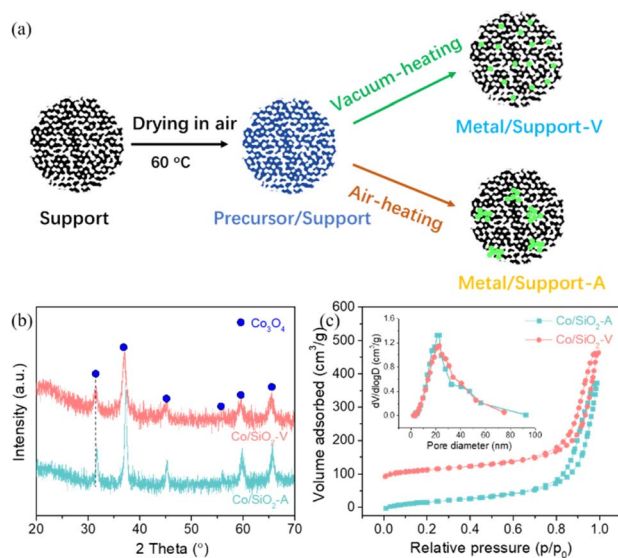 (a)
Vacuum-heating
Metal/Support-V
Drying in air
60 °C
Support
Precursor/Support
Air-heating
Metal/Support-A
(b)
Co₃O₄
Intensity (a.u.)
Co/SiO₂-V
Co/SiO₂-A
20 30 40 50 60 70
2 Theta (°)
(c)
Volume adsorbed (cm³/g)
600
500
400
300
200
100
0
Co/SiO₂-A
Co/SiO₂-V
dV/dlogD (cm³/g)
1.6
1.2
0.8
0.4
0.0
0 20 40 60 80 100
Pore diameter (nm)
0.0 0.2 0.4 0.6 0.8 1.0
Relative pressure (p/p₀)